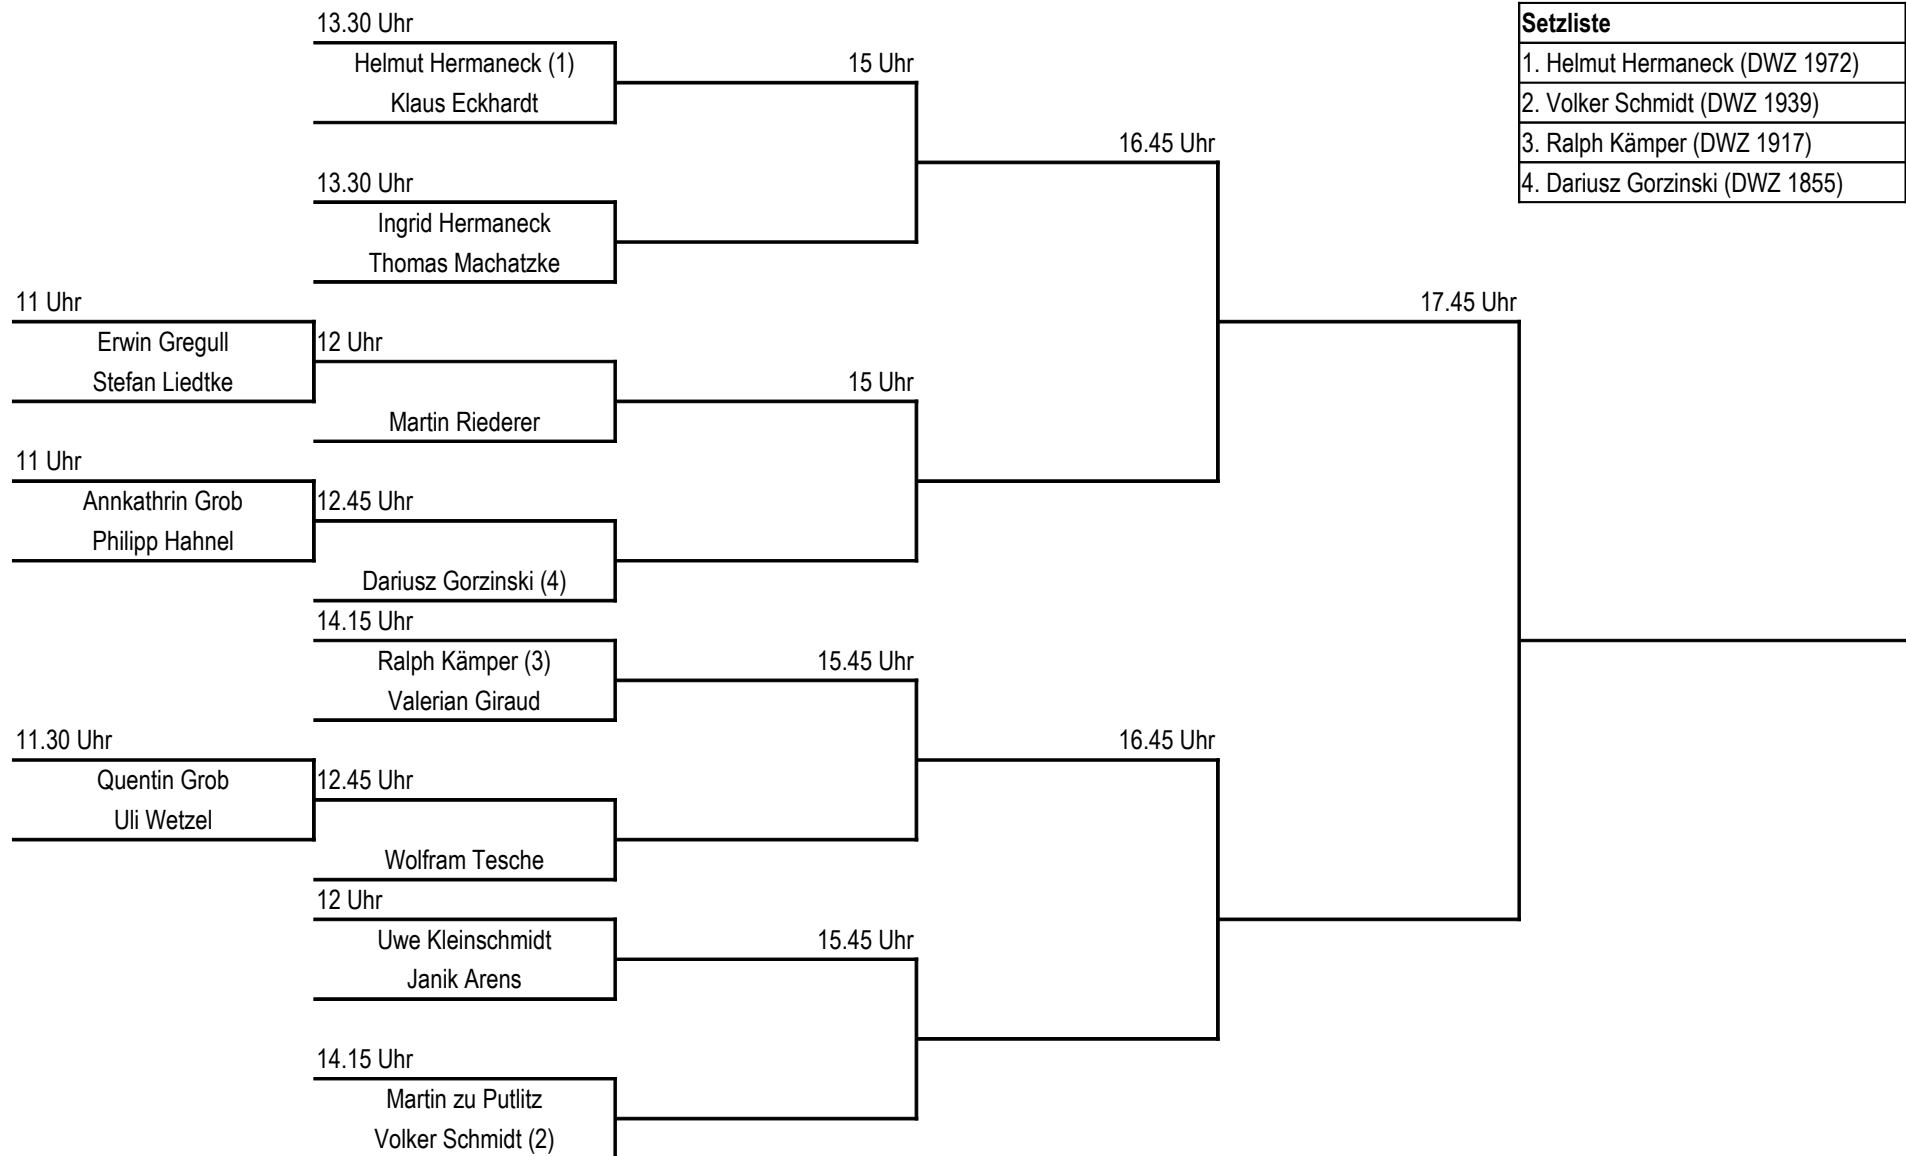 13.30 Uhr
Helmut Hermaneck (1)
Klaus Eckhardt
15 Uhr
13.30 Uhr
Ingrid Hermaneck
Thomas Machatzke
16.45 Uhr
11 Uhr
Erwin Gregull
Stefan Liedtke
12 Uhr
Martin Riederer
15 Uhr
11 Uhr
Annkathrin Grob
Philipp Hahnel
12.45 Uhr
Dariusz Gorzinski (4)
17.45 Uhr
14.15 Uhr
Ralph Kämper (3)
Valerian Giraud
15.45 Uhr
11.30 Uhr
Quentin Grob
Uli Wetzel
12.45 Uhr
Wolfram Tesche
16.45 Uhr
12 Uhr
Uwe Kleinschmidt
Janik Arens
15.45 Uhr
14.15 Uhr
Martin zu Putlitz
Volker Schmidt (2)
Setzliste
1. Helmut Hermaneck (DWZ 1972)
2. Volker Schmidt (DWZ 1939)
3. Ralph Kämper (DWZ 1917)
4. Dariusz Gorzinski (DWZ 1855)